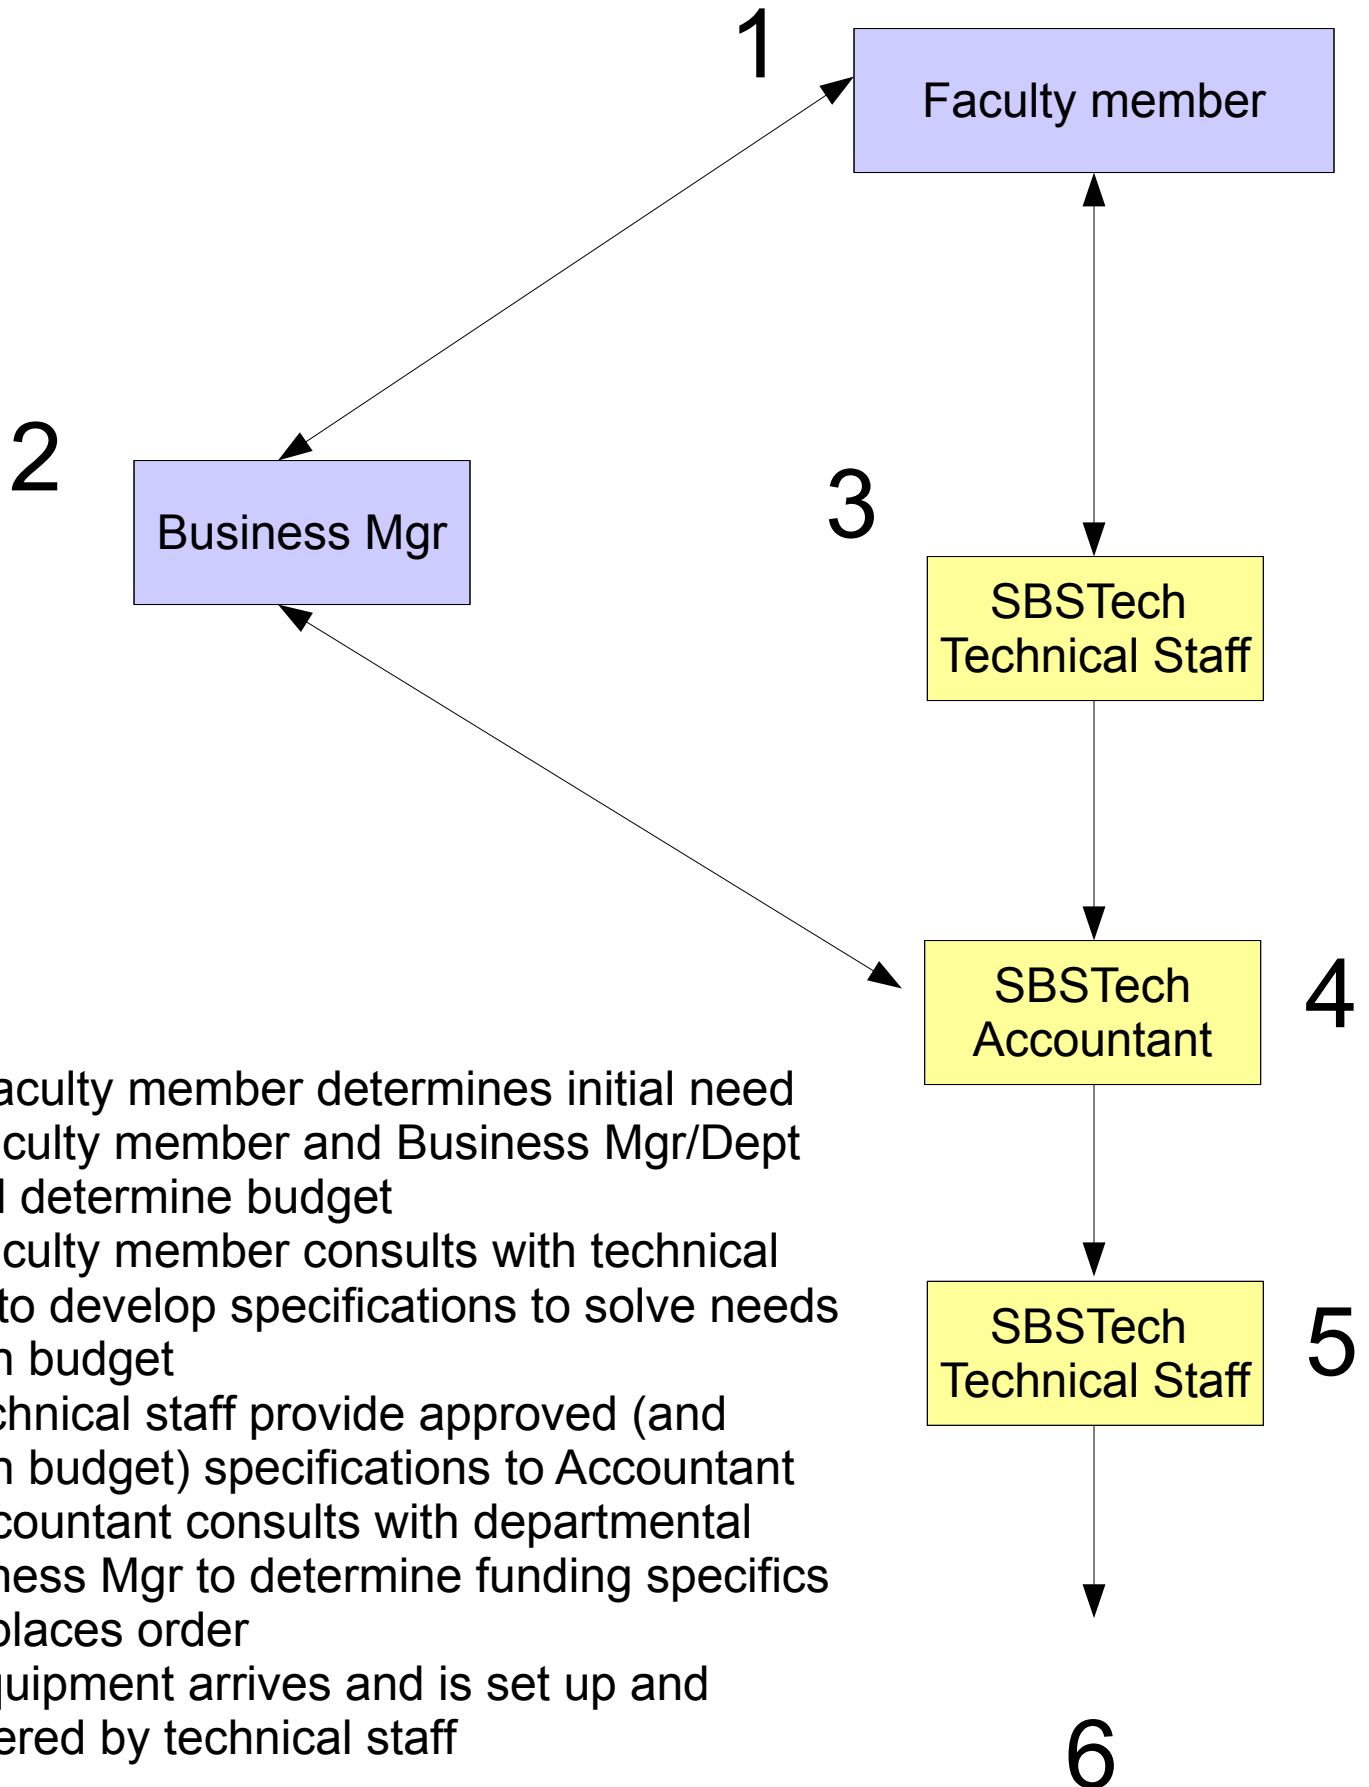 1
Faculty member
2
Business Mgr
3
SBSTech
Technical Staff
SBSTech
Accountant
4
aculty member determines initial need
culty member and Business Mgr/Dept
determine budget
culty member consults with technical
to develop specifications to solve needs
budget
chnical staff provide approved (and
budget) specifications to Accountant
countant consults with departmental
ness Mgr to determine funding specifics
places order
quipment arrives and is set up and
ered by technical staff
SBSTech
Technical Staff
5
6